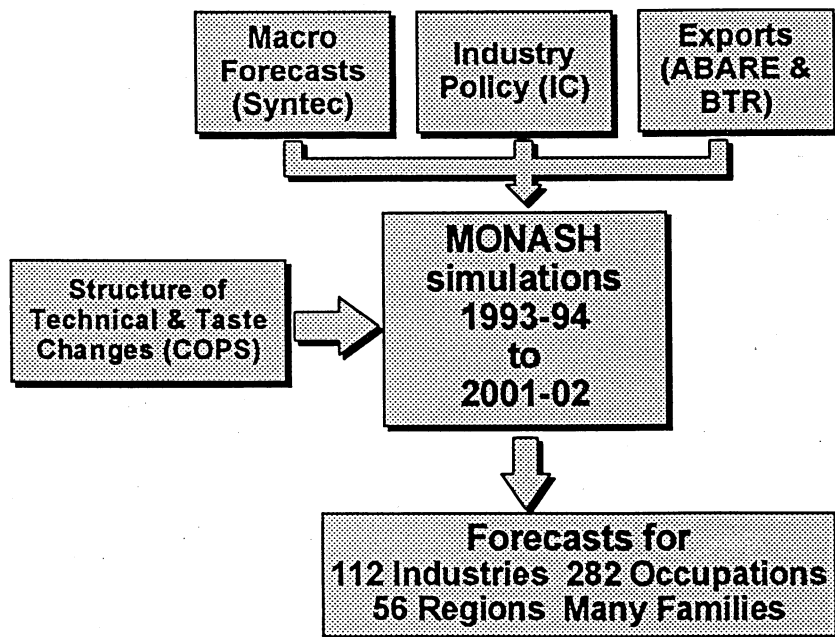 Macro
Forecasts
(Syntec)
Industry
Policy (IC)
Exports
(ABARE &
BTR)
Structure of
Technical & Taste
Changes (COPS)
MONASH
simulations
1993-94
to
2001-02
Forecasts for
112 Industries 282 Occupations
56 Regions Many Families